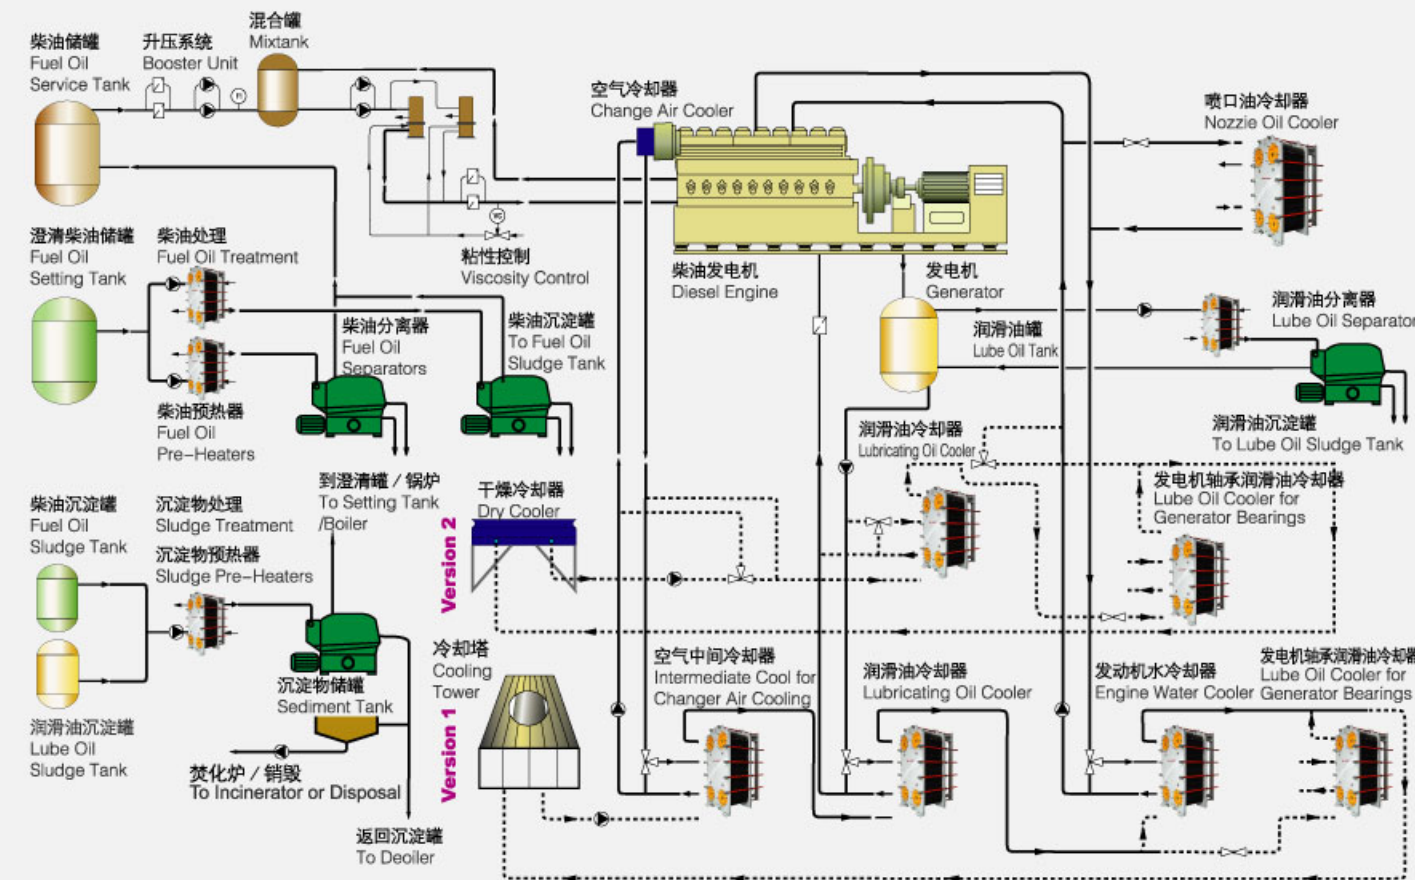 混合罐
Mixtank
柴油储罐
Fuel Oil
Service Tank
升压系统
Booster Unit
空气冷却器
Change Air Cooler
喷口油冷却器
Nozzie Oil Cooler
澄清柴油储罐
Fuel Oil
Setting Tank
柴油处理
Fuel Oil Treatment
粘性控制
Viscosity Control
柴油发电机
Diesel Engine
发电机
Generator
柴油分离器
Fuel Oil
Separators
柴油沉淀罐
To Fuel Oil
Sludge Tank
润滑油罐
Lube Oil Tank
润滑油分离器
Lube Oil Separator
柴油预热器
Fuel Oil
Pre-Heaters
润滑油冷却器
Lubricating Oil Cooler
润滑油沉淀罐
To Lube Oil Sludge Tank
柴油沉淀罐
Fuel Oil
Sludge Tank
沉淀物处理
Sludge Treatment
沉淀物预热器
Sludge Pre-Heaters
到澄清罐 / 锅炉
To Setting Tank
/Boiler
Version 2
干燥冷却器
Dry Cooler
发电机轴承润滑油冷却器
Lube Oil Cooler for
Generator Bearings
沉淀物储罐
Sediment Tank
润滑油沉淀罐
Lube Oil
Sludge Tank
焚化炉 / 销毁
To Incinerator or Disposal
返回沉淀罐
To Deoiler
Version 1
冷却塔
Cooling
Tower
空气中间冷却器
Intermediate Cool for
Changer Air Cooling
润滑油冷却器
Lubricating Oil Cooler
发动机水冷却器
Engine Water Cooler
发电机轴承润滑油冷却器
Lube Oil Cooler for
Generator Bearings